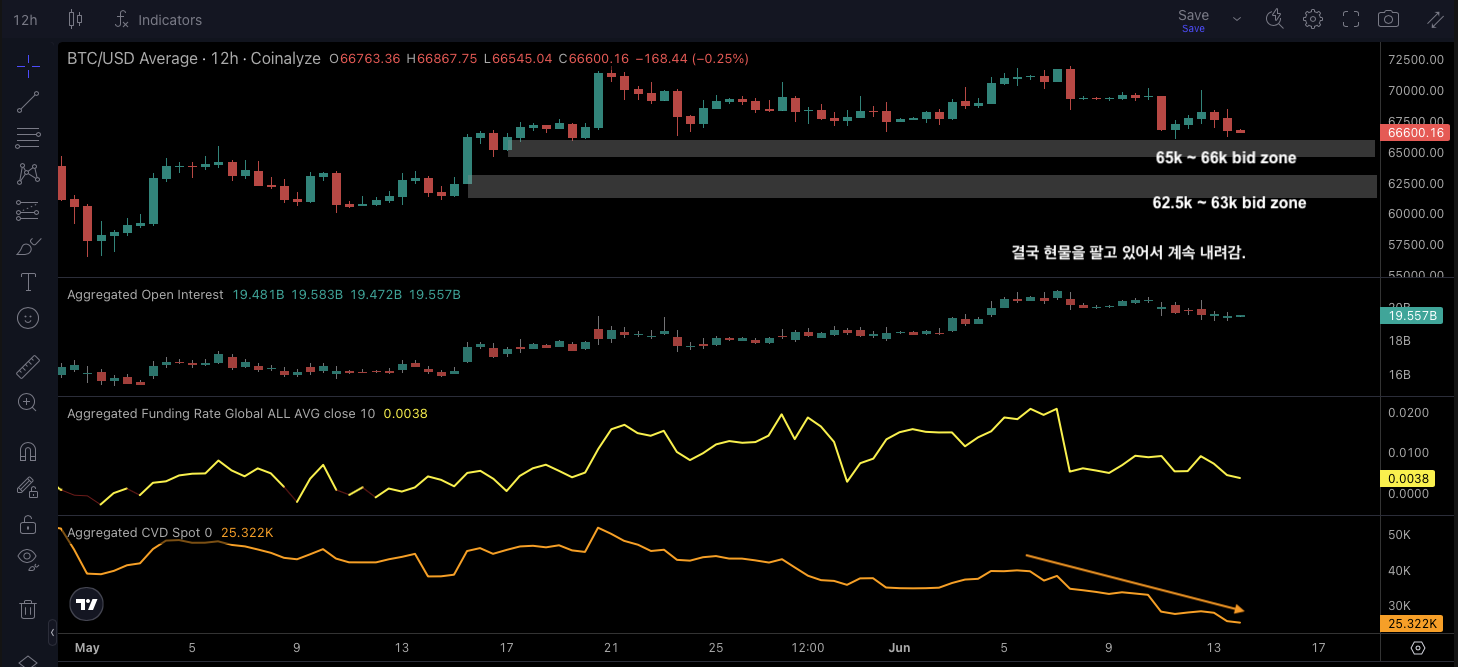 12h Indicators Save
Save
BTC/USD Average · 12h · Coinalyze O66763.36 H66867.75 L66545.04 C66600.16 −168.44 (−0.25%)
72500.00
70000.00
67500.00
66600.16
65000.00
65k ~ 66k bid zone
62500.00
62.5k ~ 63k bid zone
60000.00
57500.00
결국 현물을 팔고 있어서 계속 내려감.
55000.00
Aggregated Open Interest 19.481B 19.583B 19.472B 19.557B
20B
19.557B
18B
16B
Aggregated Funding Rate Global ALL AVG close 10 0.0038
0.0200
0.0100
0.0038
0.0000
Aggregated CVD Spot 0 25.322K
50K
40K
30K
25.322K
May 5 9 13 17 21 25 12:00 Jun 5 9 13 17